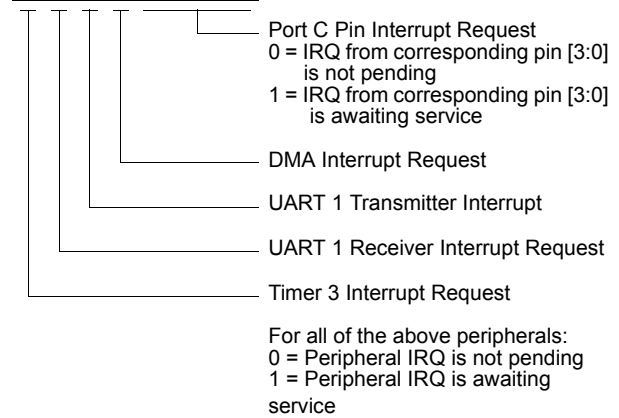 Port C Pin Interrupt Request
0 = IRQ from corresponding pin [3:0]
is not pending
1 = IRQ from corresponding pin [3:0]
is awaiting service
DMA Interrupt Request
UART 1 Transmitter Interrupt
UART 1 Receiver Interrupt Request
Timer 3 Interrupt Request
For all of the above peripherals:
0 = Peripheral IRQ is not pending
1 = Peripheral IRQ is awaiting
service